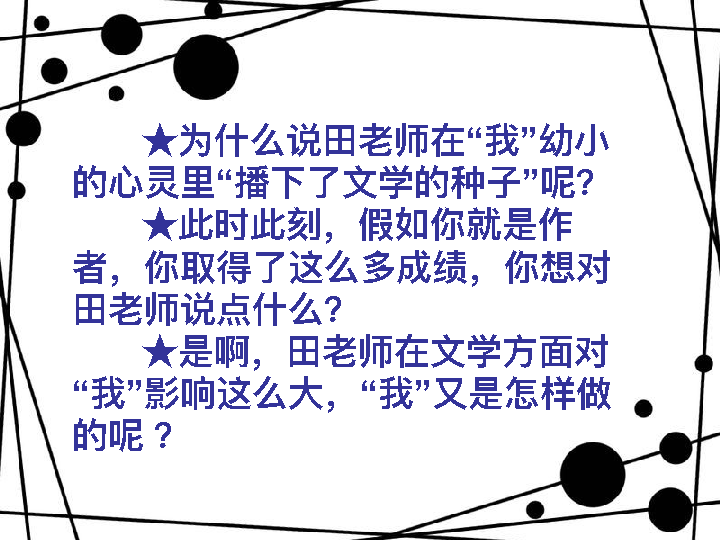 ★为什么说田老师在“我”幼小
的心灵里“播下了文学的种子”呢?
★此时此刻，假如你就是作
者，你取得了这么多成绩，你想对
田老师说点什么?
★是啊，田老师在文学方面对
“我”影响这么大，“我”又是怎样做
的呢 ?